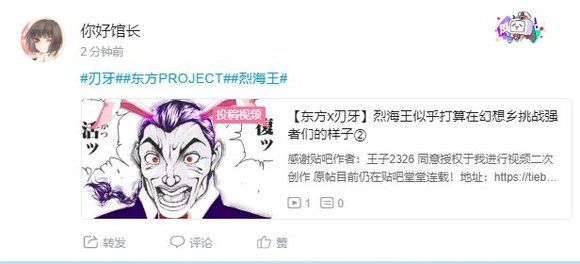 你好馆长
2 分钟前
#刃牙##东方PROJECT##烈海王#
投稿视频
活ッ
かつ
復ッ
【东方x刃牙】烈海王似乎打算在幻想乡挑战强
者们的样子②
感谢贴吧作者：王子2326 同意授权于我进行视频二次
创作 原帖目前仍在贴吧堂堂连载！地址：https://tieb…
1
0
转发
评论
赞